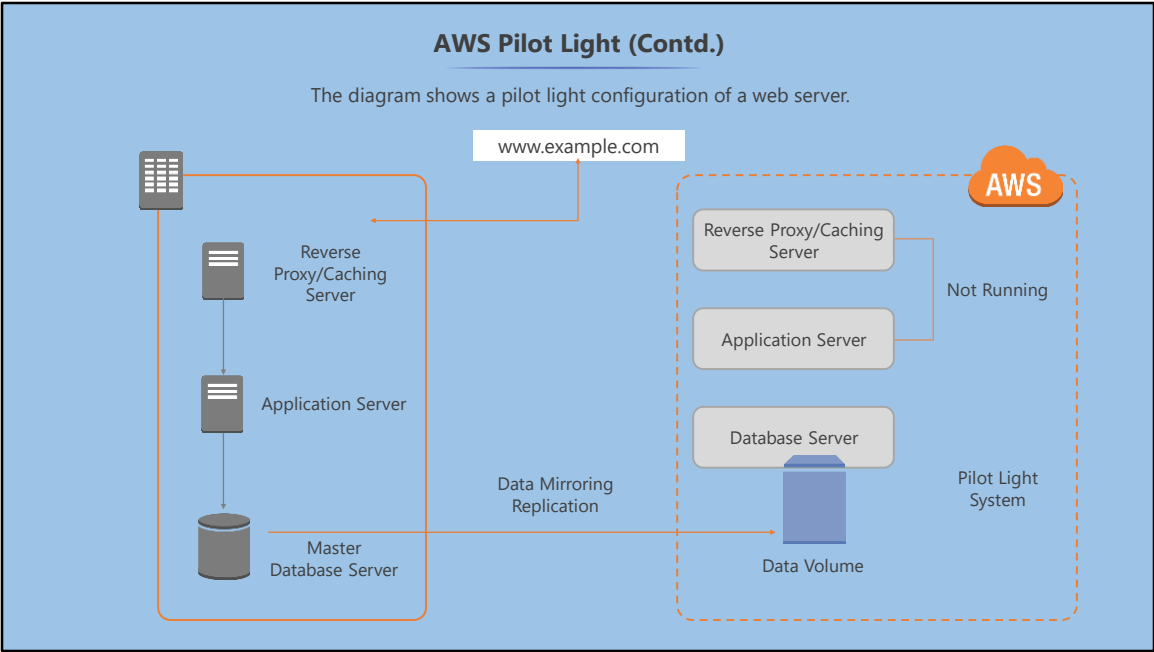 AWS Pilot Light (Contd.)
The diagram shows a pilot light configuration of a web server.
www.example.com
AWS
Reverse
Proxy/Caching
Server
Application Server
Master
Database Server
Data Mirroring
Replication
Reverse Proxy/Caching
Server
Not Running
Application Server
Database Server
Pilot Light
System
Data Volume